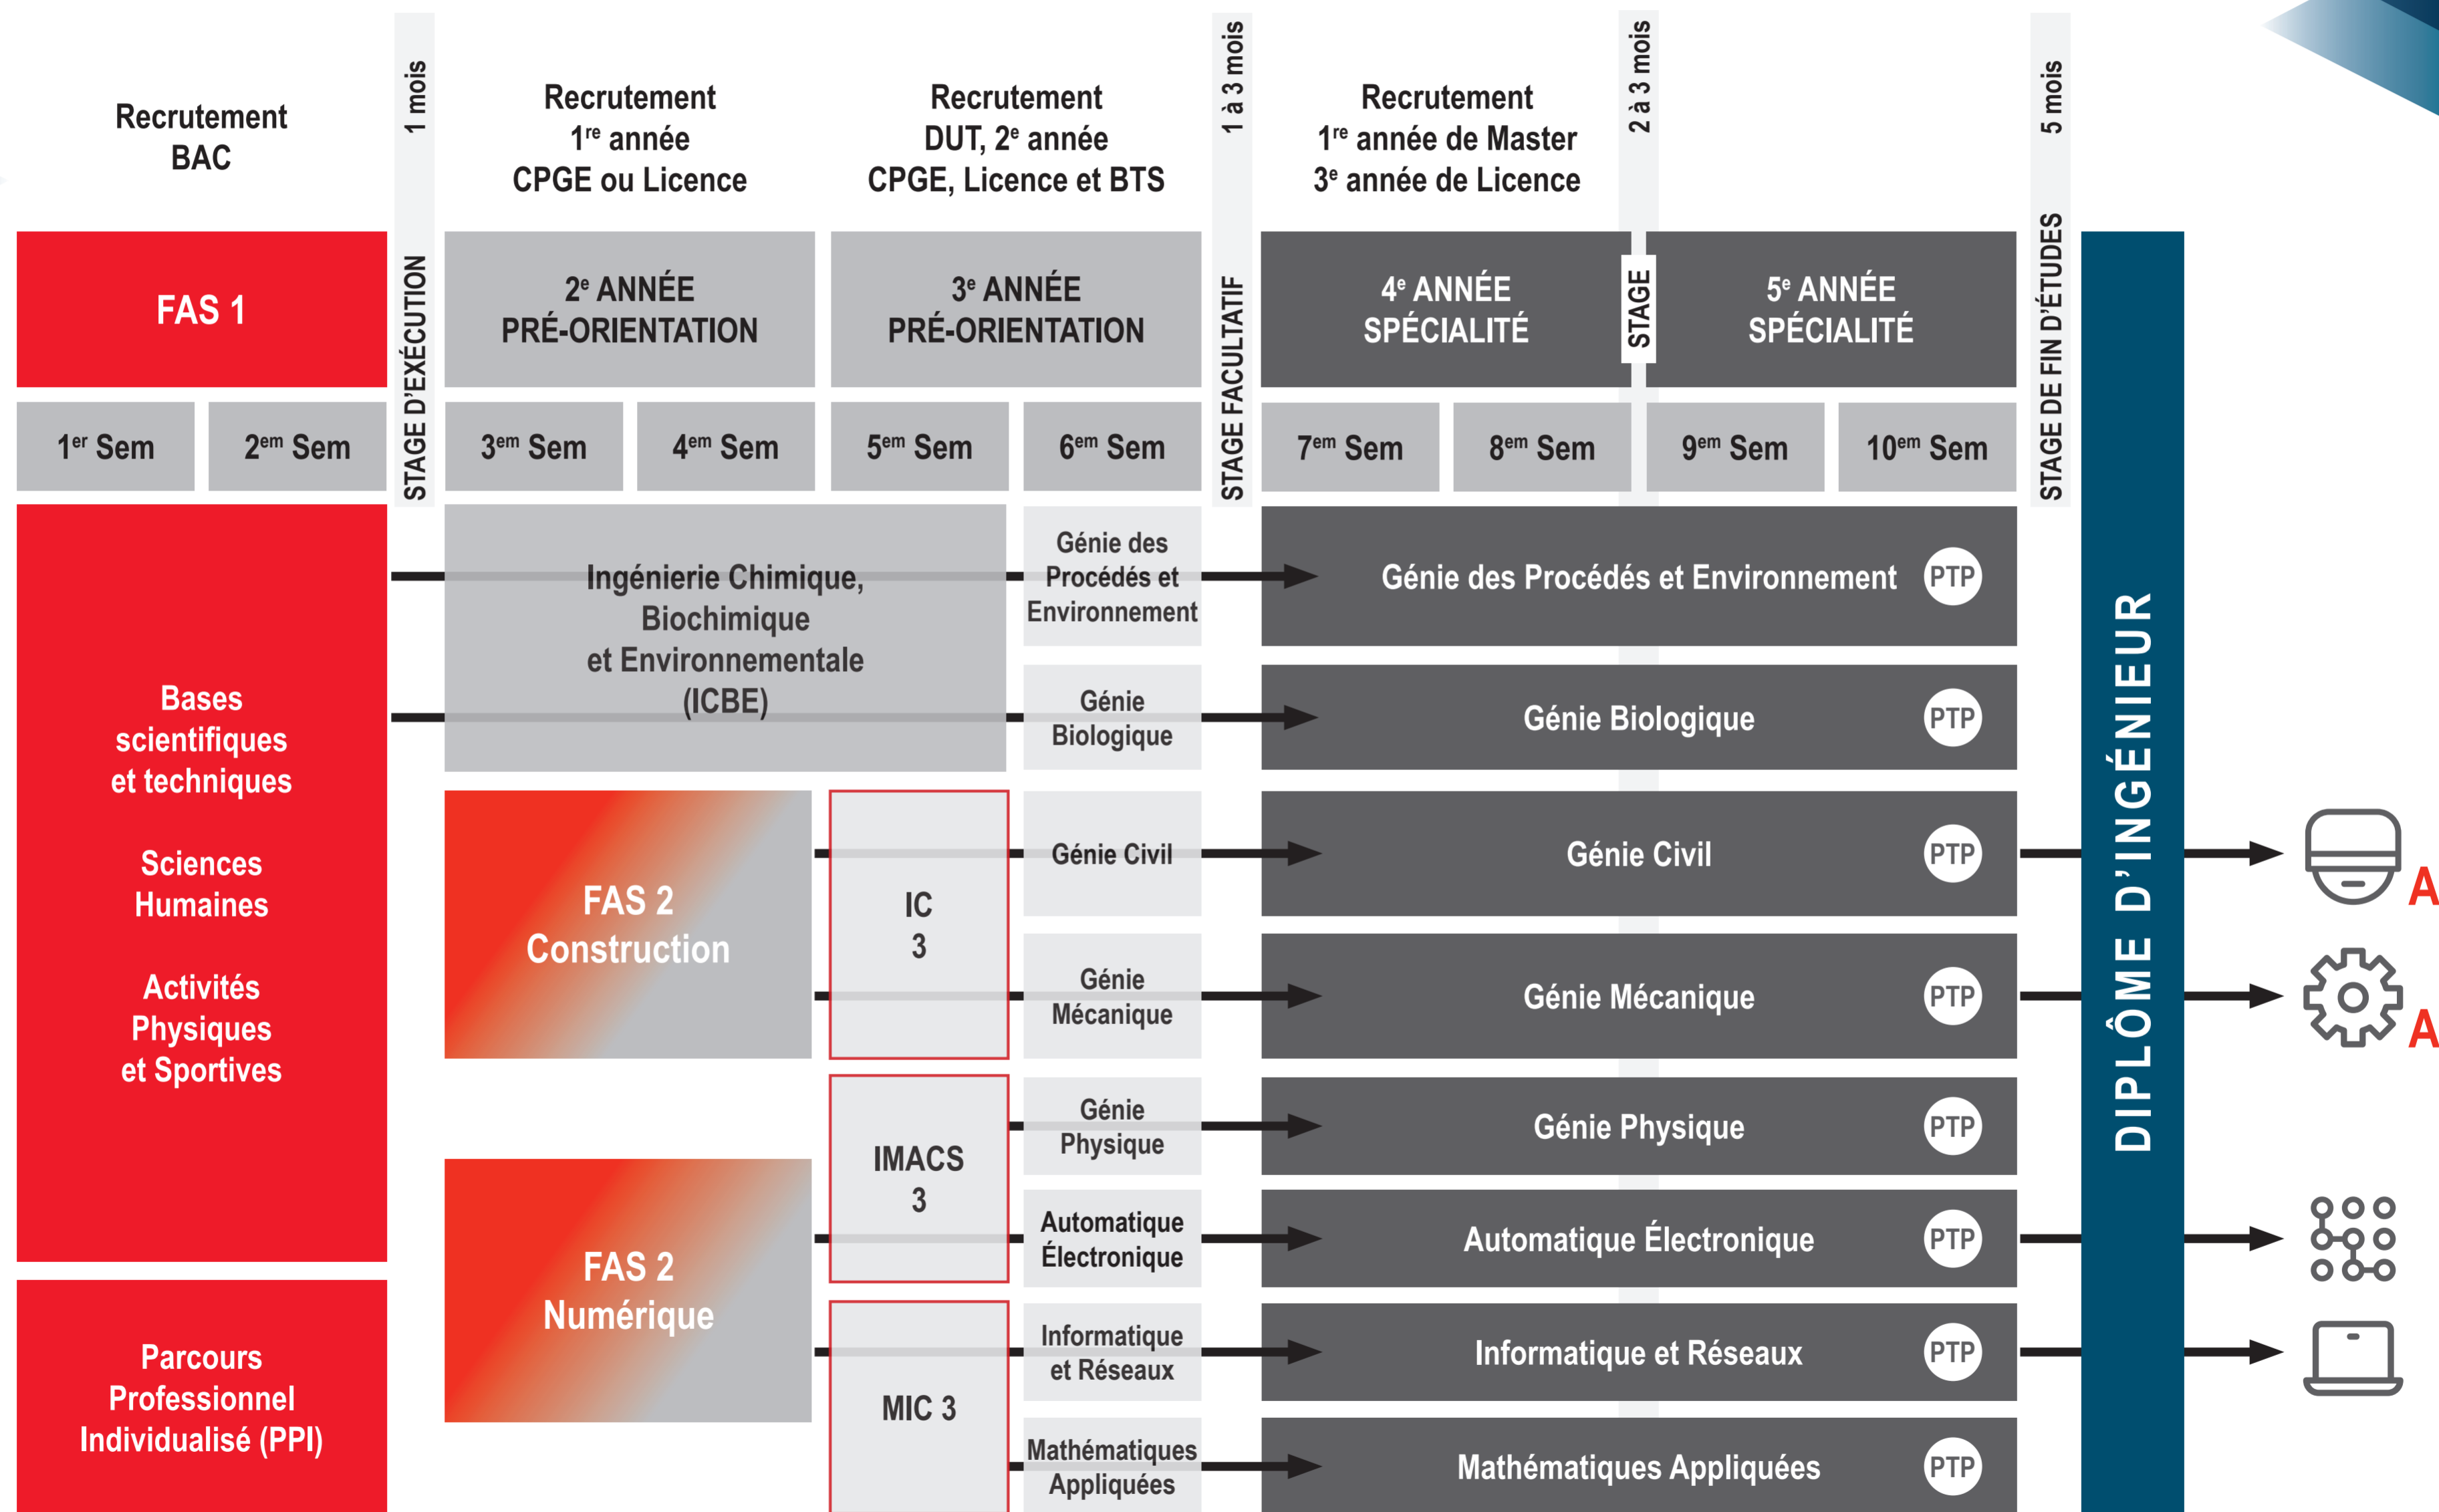 Recrutement
BAC
1 mois
STAGE D'EXÉCUTION
Recrutement
1re année
CPGE ou Licence
Recrutement
DUT, 2e année
CPGE, Licence et BTS
1 à 3 mois
STAGE FACULTATIF
Recrutement
1re année de Master
3e année de Licence
2 à 3 mois
STAGE
5 mois
STAGE DE FIN D'ÉTUDES
FAS 1
2e ANNÉE
PRÉ-ORIENTATION
3e ANNÉE
PRÉ-ORIENTATION
4e ANNÉE
SPÉCIALITÉ
5e ANNÉE
SPÉCIALITÉ
1er Sem
2em Sem
3em Sem
4em Sem
5em Sem
6em Sem
7em Sem
8em Sem
9em Sem
10em Sem
Bases
scientifiques
et techniques
Sciences
Humaines
Activités
Physiques
et Sportives
Parcours
Professionnel
Individualisé (PPI)
Ingénierie Chimique,
Biochimique
et Environnementale
(ICBE)
FAS 2
Construction
FAS 2
Numérique
IC
3
IMACS
3
MIC 3
Génie des
Procédés et
Environnement
Génie
Biologique
Génie Civil
Génie
Mécanique
Génie
Physique
Automatique
Électronique
Informatique
et Réseaux
Mathématiques
Appliquées
Génie des Procédés et Environnement PTP
Génie Biologique PTP
Génie Civil PTP
Génie Mécanique PTP
Génie Physique PTP
Automatique Électronique PTP
Informatique et Réseaux PTP
Mathématiques Appliquées PTP
DIPLÔME D'INGÉNIEUR
A
A